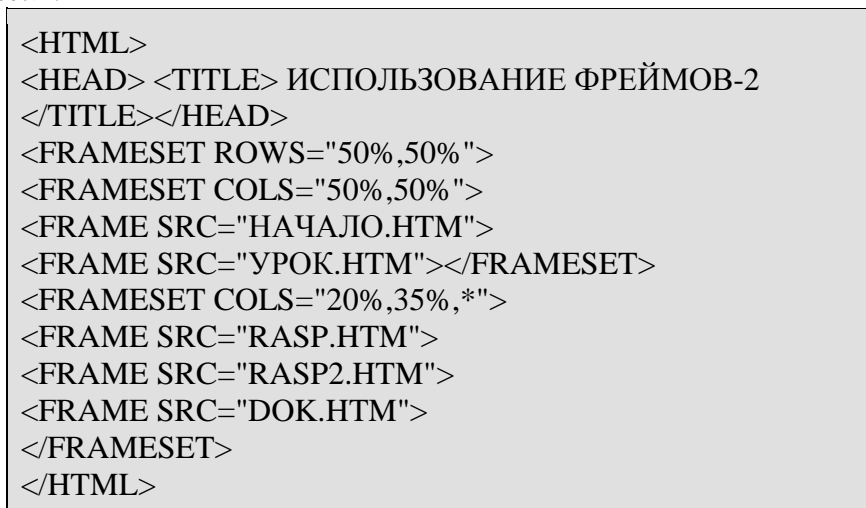 <HTML>
<HEAD> <TITLE> ИСПОЛЬЗОВАНИЕ ФРЕЙМОВ-2
</TITLE></HEAD>
<FRAMESET ROWS="50%,50%">
<FRAMESET COLS="50%,50%">
<FRAME SRC="НАЧАЛО.HTM">
<FRAME SRC="УРОК.HTM"></FRAMESET>
<FRAMESET COLS="20%,35%,*">
<FRAME SRC="RASP.HTM">
<FRAME SRC="RASP2.HTM">
<FRAME SRC="DOK.HTM">
</FRAMESET>
</HTML>